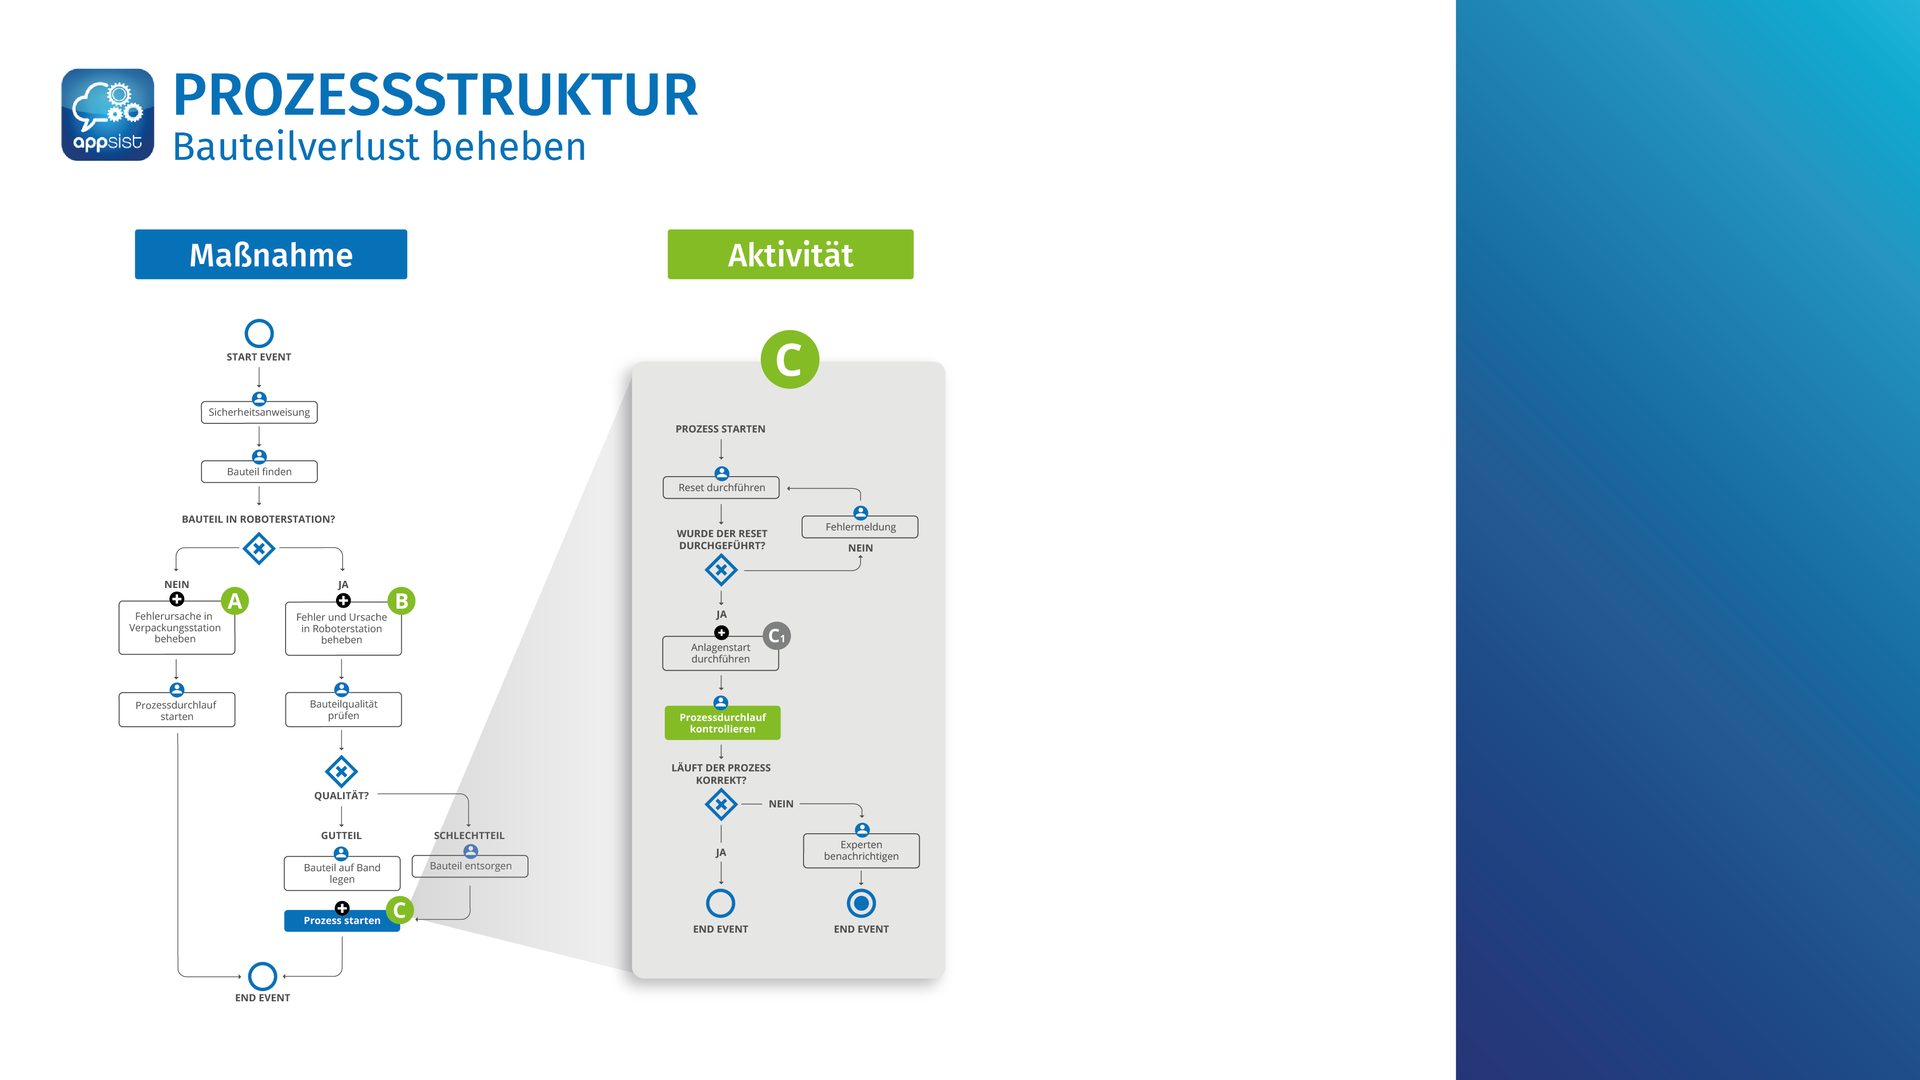 appsist
PROZESSSTRUKTUR
Bauteilverlust beheben
Maßnahme
START EVENT
Sicherheitsanweisung
Bauteil finden
BAUTEIL IN ROBOTERSTATION?
NEIN
A
Fehlerursache in
Verpackungsstation
beheben
Prozessdurchlauf
starten
JA
B
Fehler und Ursache
in Roboterstation
beheben
Bauteilqualität
prüfen
QUALITÄT?
GUTTEIL
Bauteil auf Band
legen
SCHLECHTTEIL
Bauteil entsorgen
Prozess starten
C
END EVENT
Aktivität
C
PROZESS STARTEN
Reset durchführen
Fehlermeldung
NEIN
WURDE DER RESET
DURCHGEFÜHRT?
JA
C1
Anlagenstart
durchführen
Prozessdurchlauf
kontrollieren
LÄUFT DER PROZESS
KORREKT?
NEIN
Experten
benachrichtigen
JA
END EVENT
END EVENT